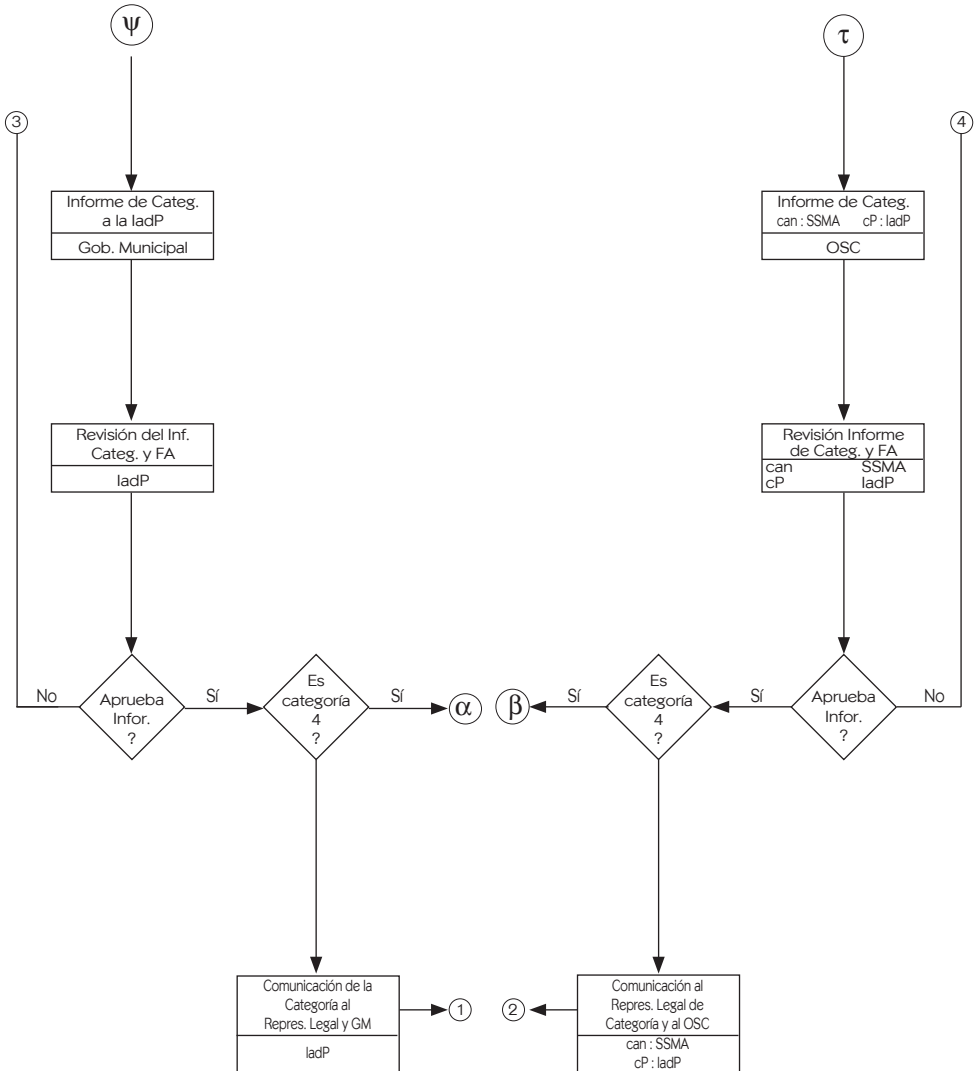 ψ
τ
3
4
Informe de Categ.
a la IadP
Gob. Municipal
Informe de Categ.
can : SSMA cP : IadP
OSC
Revisión del Inf.
Categ. y FA
IadP
Revisión Informe
de Categ. y FA
can SSMA
cP IadP
No
Aprueba
Infor.
?
Sí
Es
categoría
4
?
Sí
α
β
Sí
Es
categoría
4
?
Sí
Aprueba
Infor.
?
No
Comunicación de la
Categoría al
Repres. Legal y GM
IadP
1
2
Comunicación al
Repres. Legal de
Categoría y al OSC
can : SSMA
cP : IadP